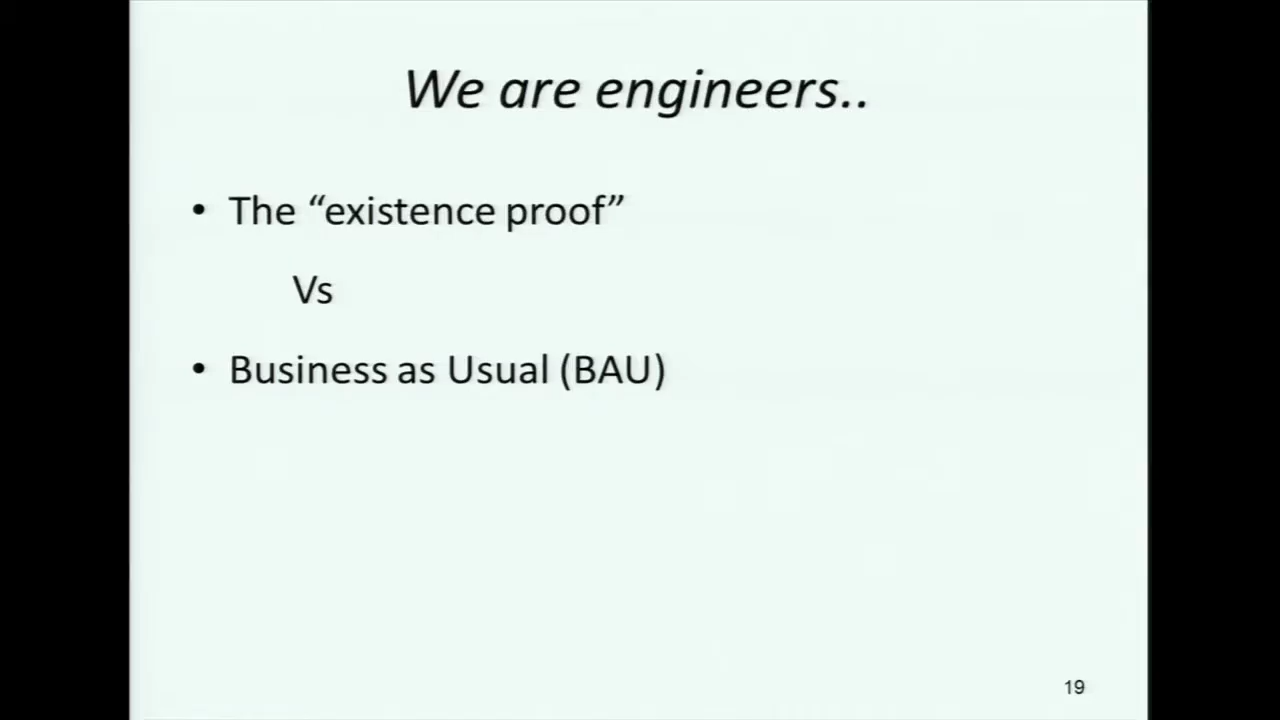 We are engineers..
• The “existence proof”
Vs
• Business as Usual (BAU)
19